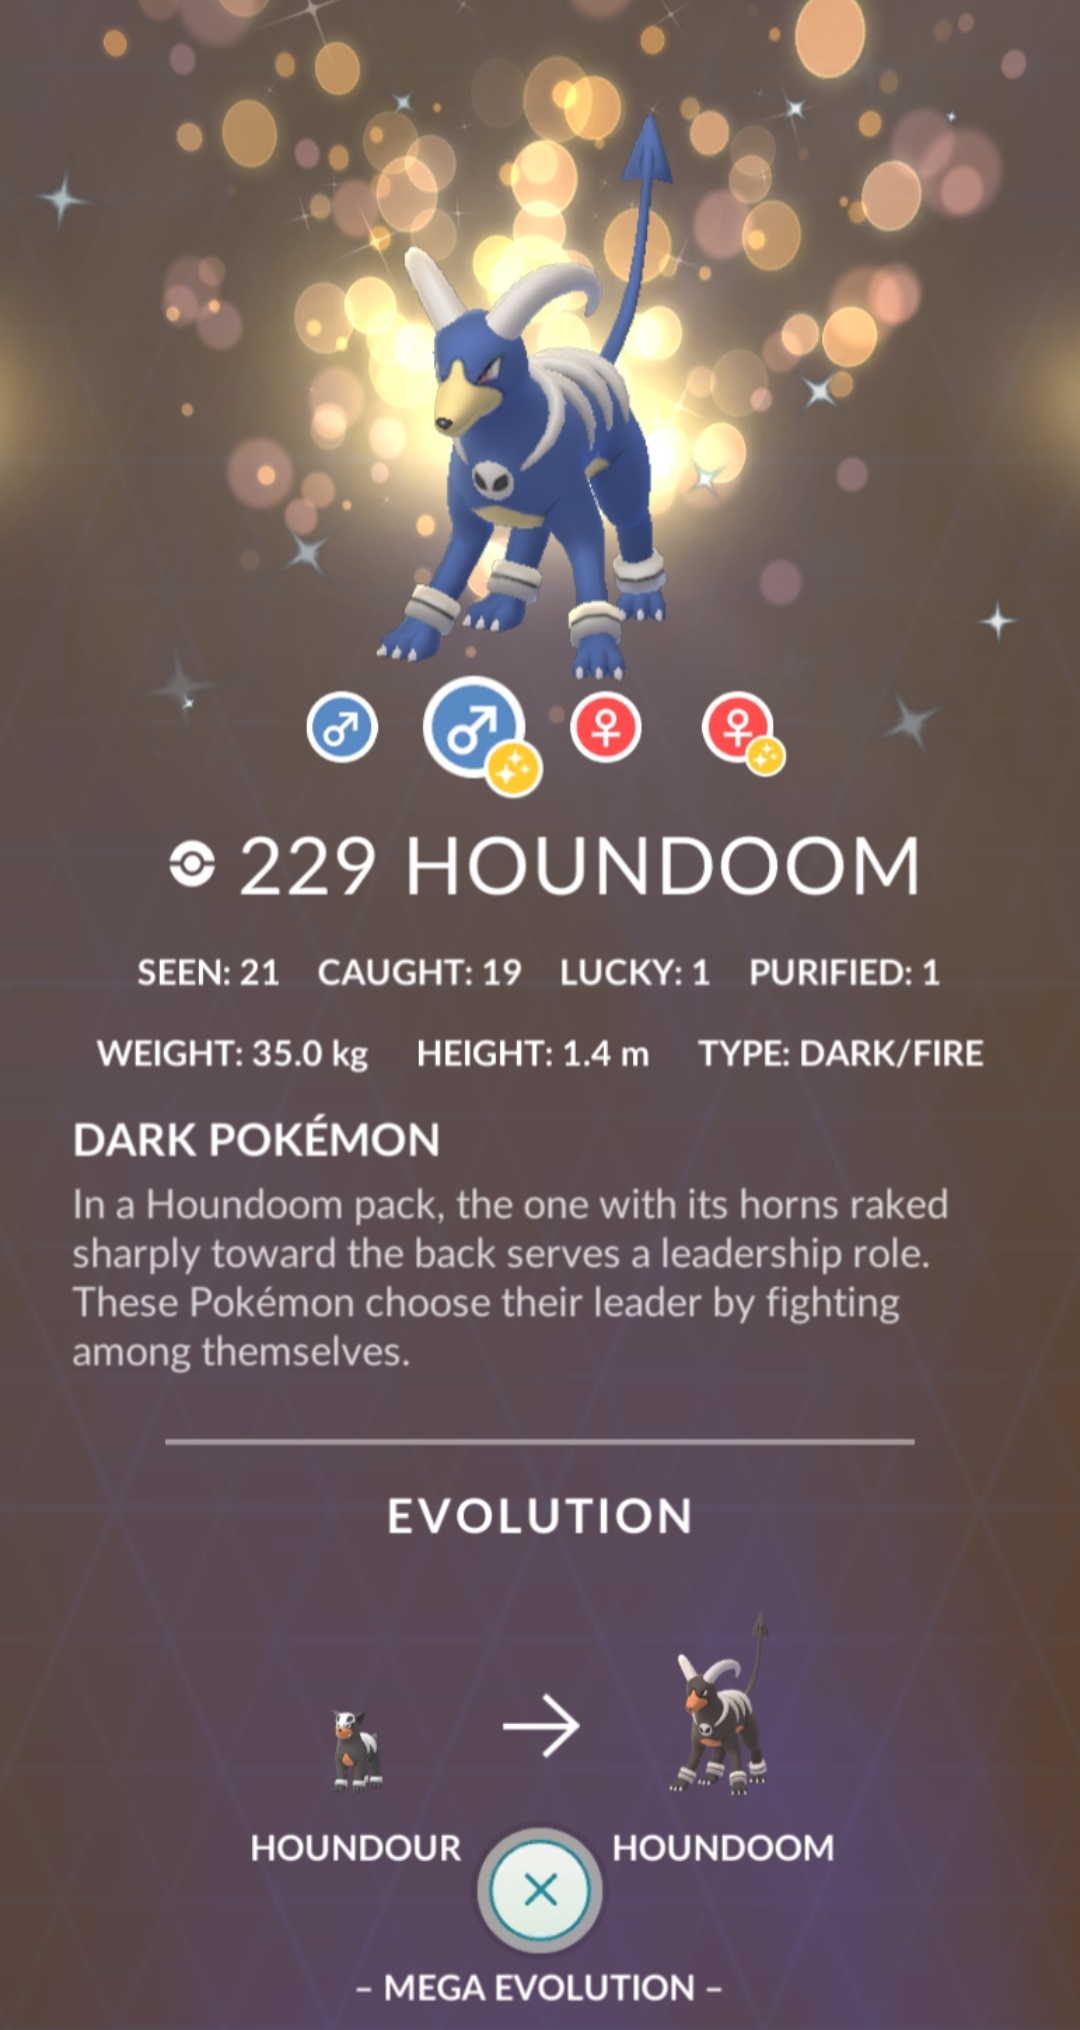 229 HOUNDOOM
SEEN: 21 CAUGHT: 19 LUCKY: 1 PURIFIED: 1
WEIGHT: 35.0 kg HEIGHT: 1.4 m TYPE: DARK/FIRE
DARK POKÉMON
In a Houndoom pack, the one with its horns raked
sharply toward the back serves a leadership role.
These Pokémon choose their leader by fighting
among themselves.
EVOLUTION
HOUNDOUR HOUNDOOM
– MEGA EVOLUTION –